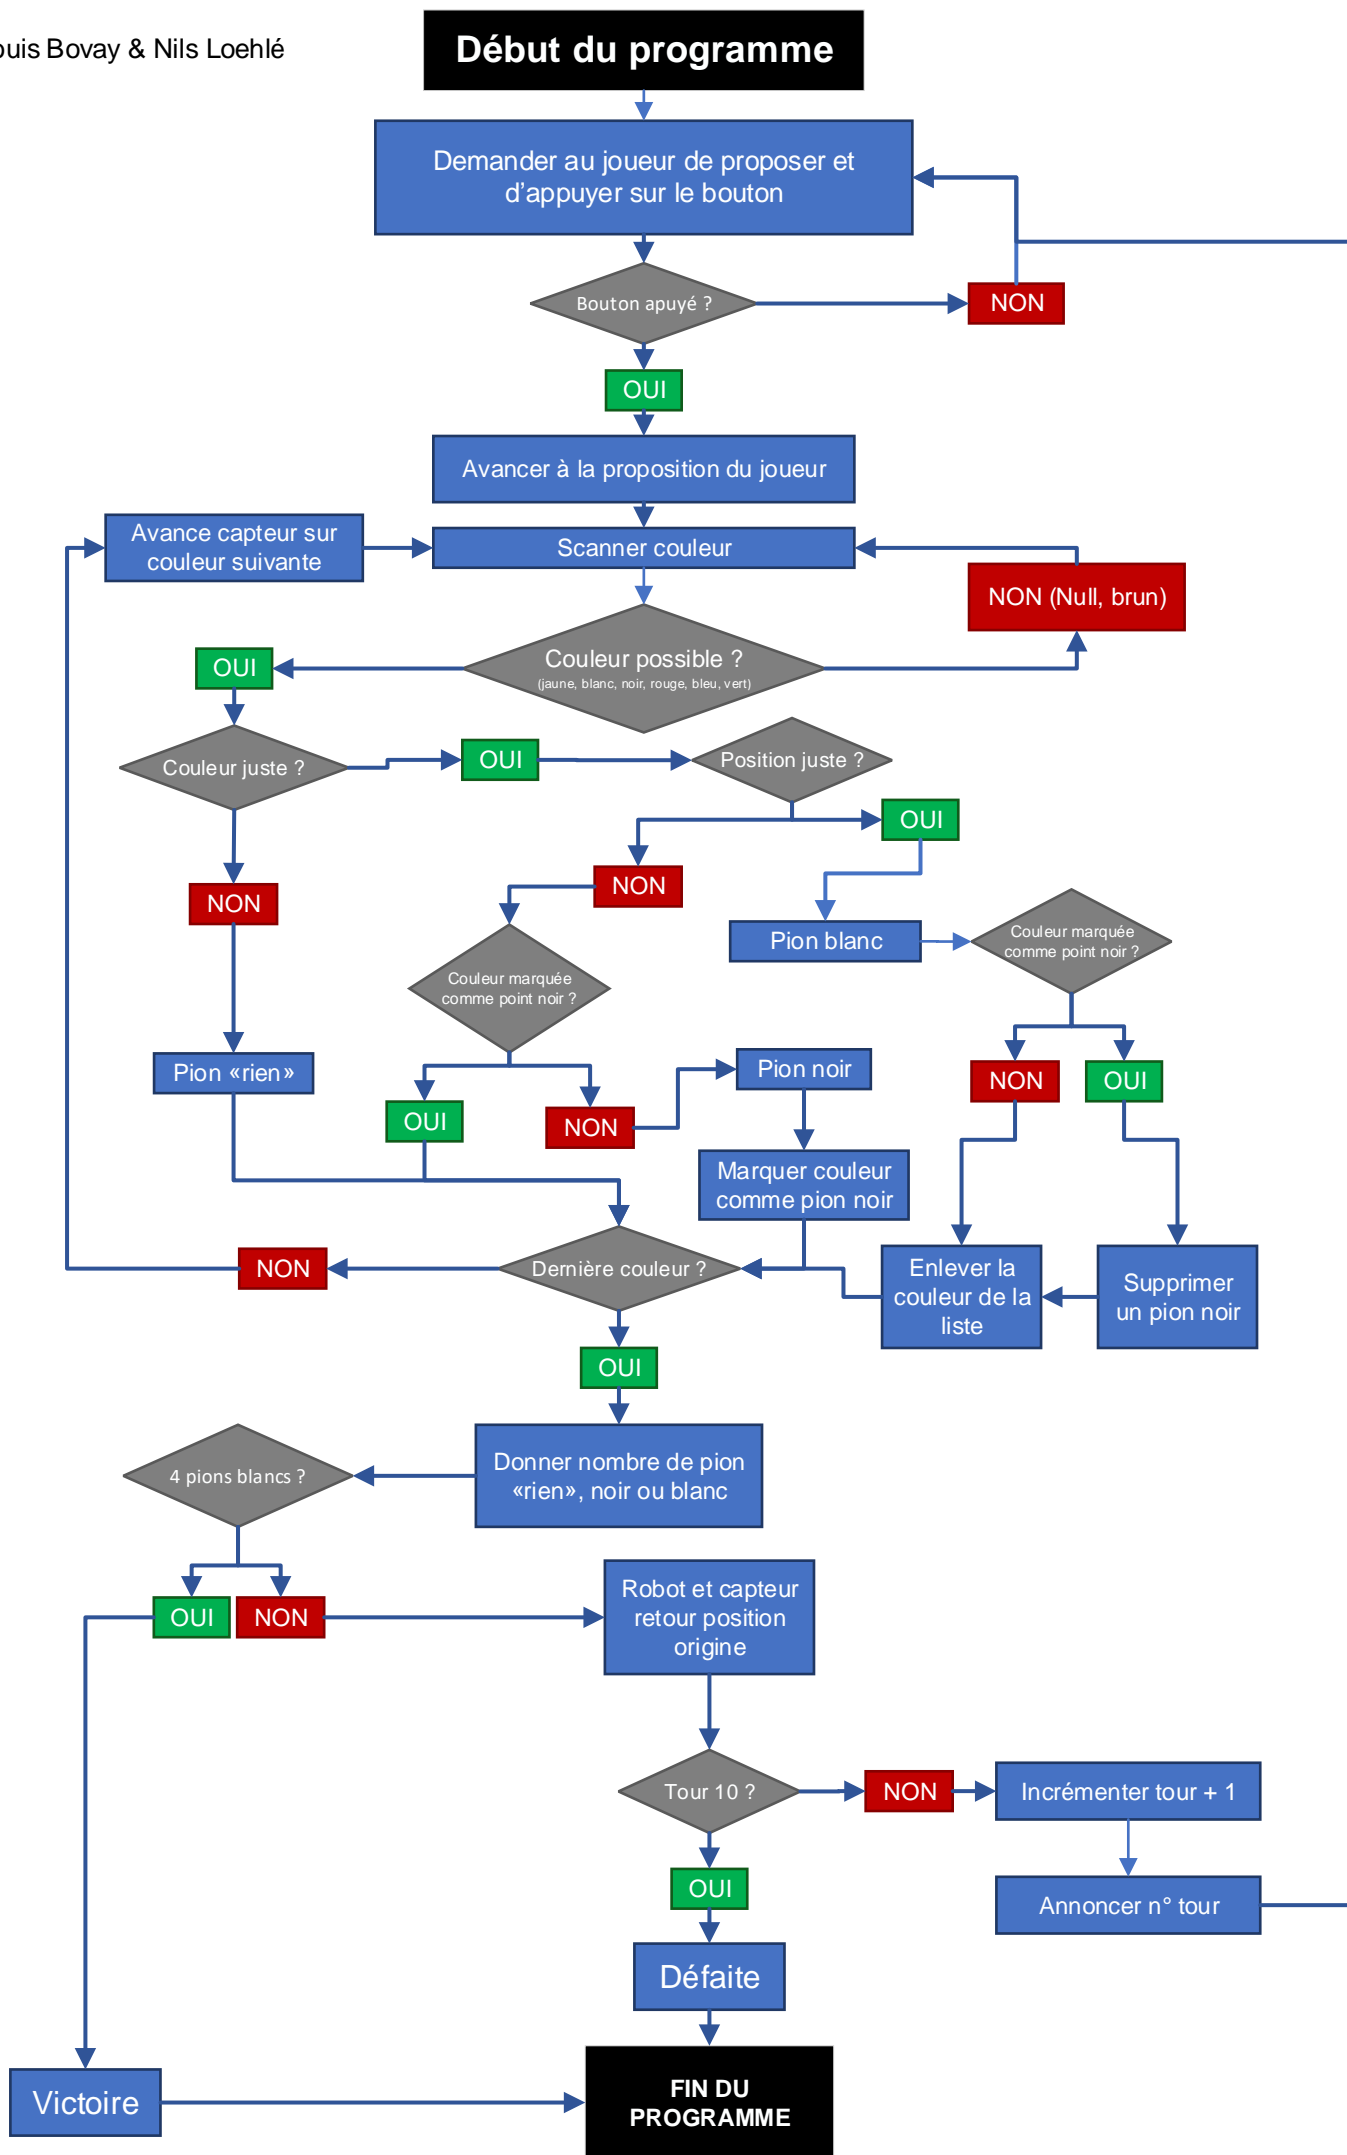 Bovay & Nils Loehlé
Début du programme
Demander au joueur de proposer et
d’appuyer sur le bouton
Bouton apuyé ?
NON
OUI
Avancer à la proposition du joueur
Avance capteur sur
couleur suivante
Scanner couleur
NON (Null, brun)
Couleur possible ?
(jaune, blanc, noir, rouge, bleu, vert)
OUI
Couleur juste ?
OUI
Position juste ?
OUI
NON
NON
Pion blanc
Couleur marquée
comme point noir ?
Couleur marquée
comme point noir ?
Pion «rien»
Pion noir
NON
OUI
OUI
NON
Marquer couleur
comme pion noir
NON
Dernière couleur ?
Enlever la
couleur de la
liste
Supprimer
un pion noir
OUI
4 pions blancs ?
Donner nombre de pion
«rien», noir ou blanc
OUI
NON
Robot et capteur
retour position
origine
Tour 10 ?
NON
Incrémenter tour + 1
OUI
Annoncer n° tour
Défaite
Victoire
FIN DU
PROGRAMME